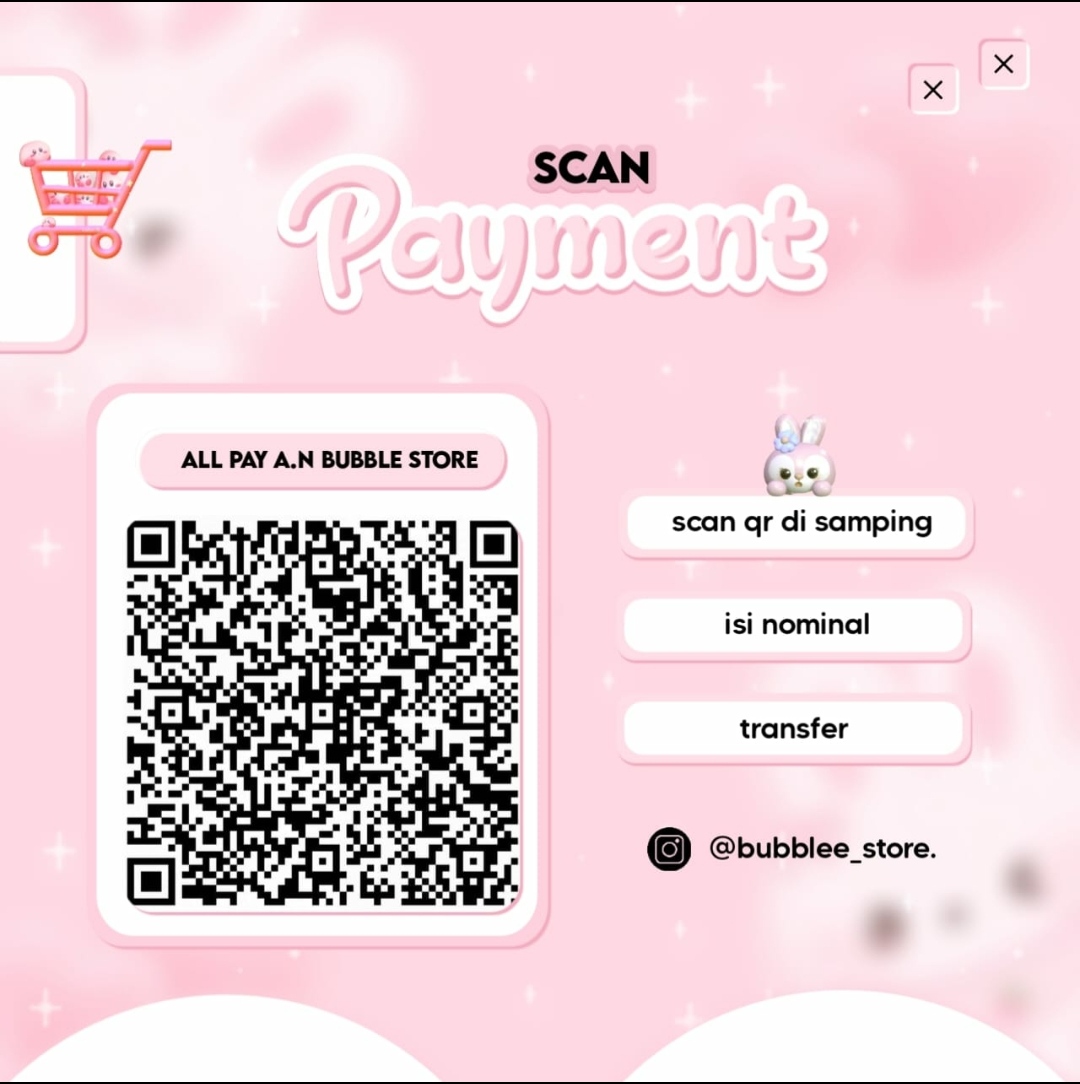 SCAN
Payment
ALL PAY A.N BUBBLE STORE
scan qr di samping
isi nominal
transfer
@bubblee_store.